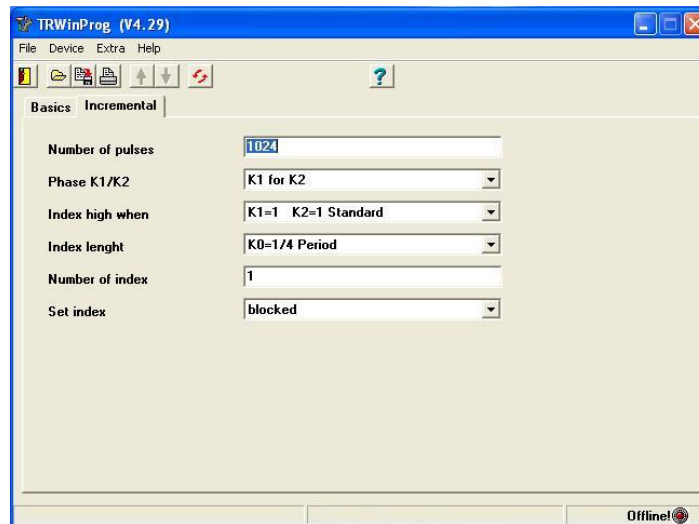 TRWinProg (V4.29)
File Device Extra Help
?
Basics Incremental
Number of pulses 1024
Phase K1/K2 K1 for K2
Index high when K1=1 K2=1 Standard
Index lenght K0=1/4 Period
Number of index 1
Set index blocked
Offline!